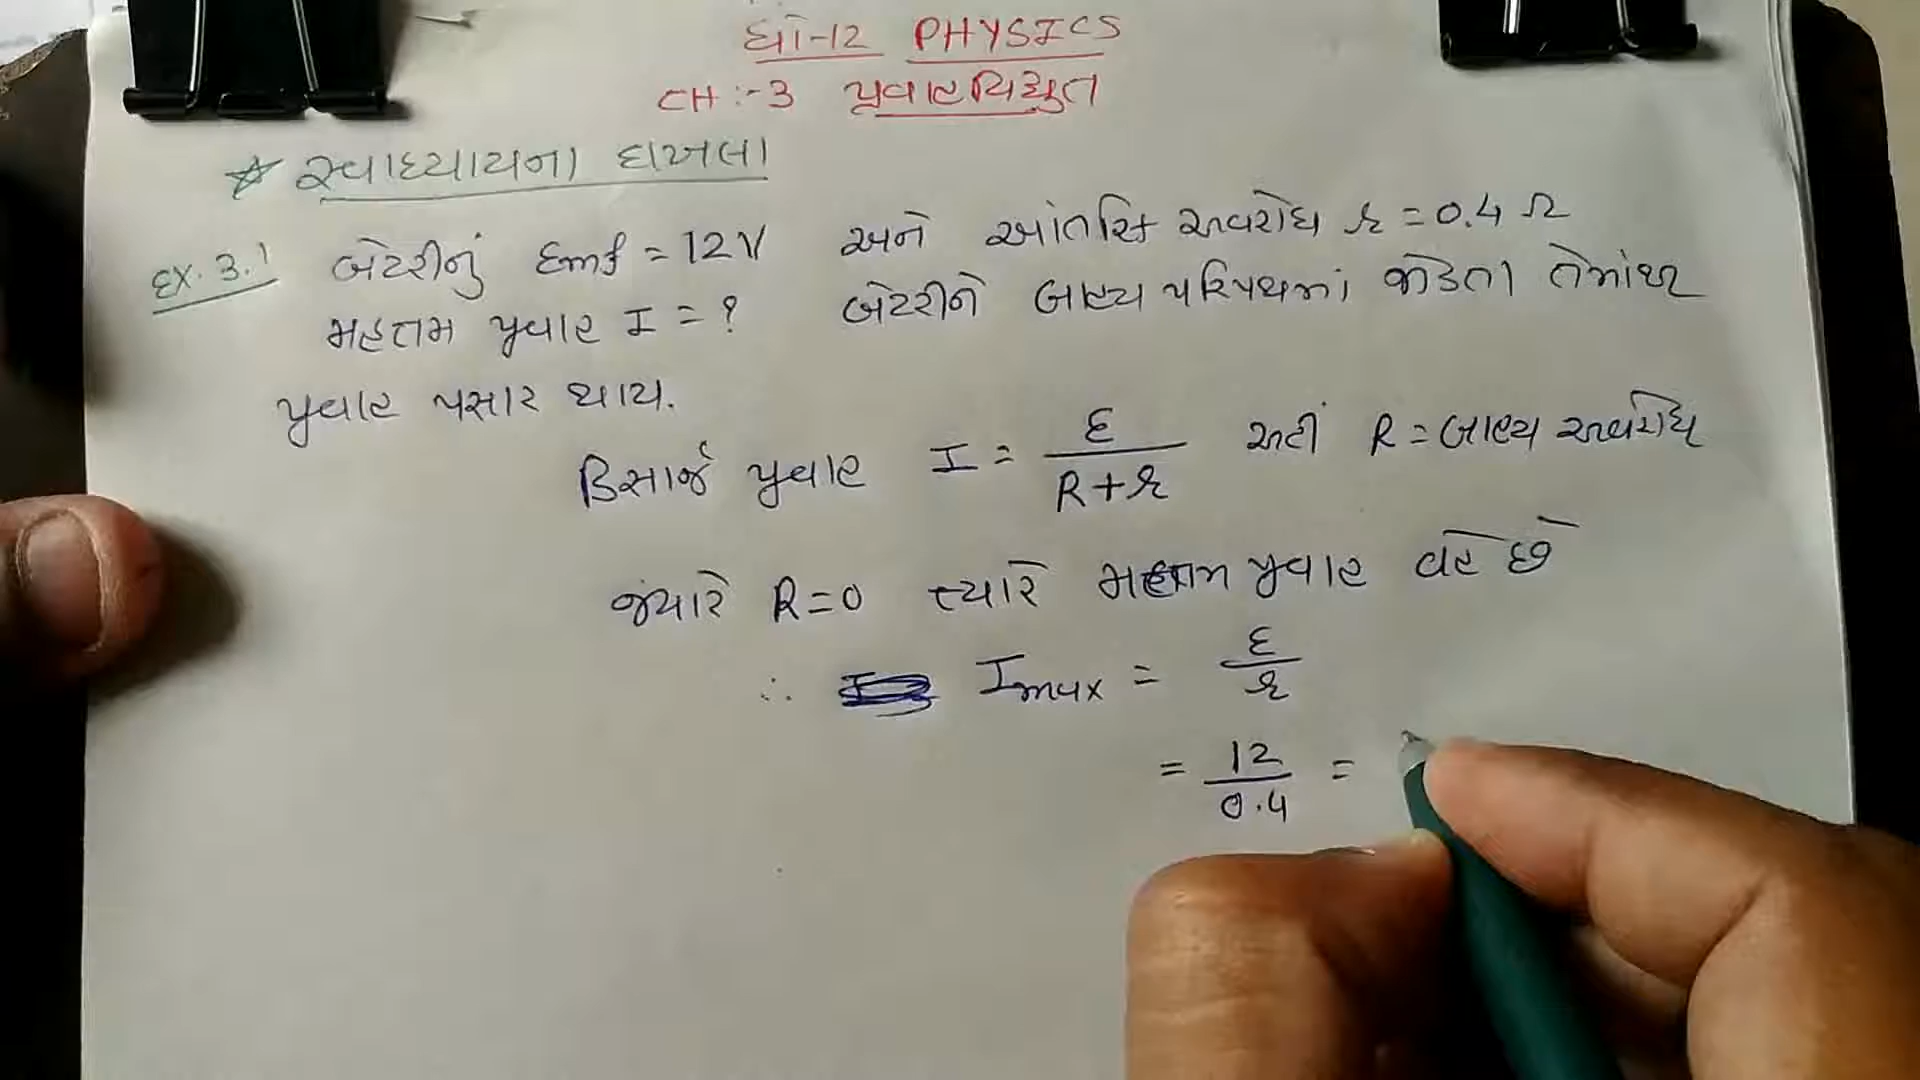 ધો-12 PHYSICS
CH :- 3 પ્રવાહવિદ્યુત
☆ સ્વાધ્યાયના દાખલા
EX. 3.1 બેટરીનું Emf = 12V અને આંતરિક અવરોધ r = 0.4 Ω
મહત્તમ પ્રવાહ I = ? બેટરીને બાહ્ય પરિપથમાં જોડતા તેમાંથી
પ્રવાહ પસાર થાય.
ડિસ્ચાર્જ પ્રવાહ I = ε / R+r અહીં R = બાહ્ય અવરોધ
જ્યારે R=0 ત્યારે મહત્તમ પ્રવાહ વહે છે
∴ Imax = ε / r
= 12 / 0.4 =